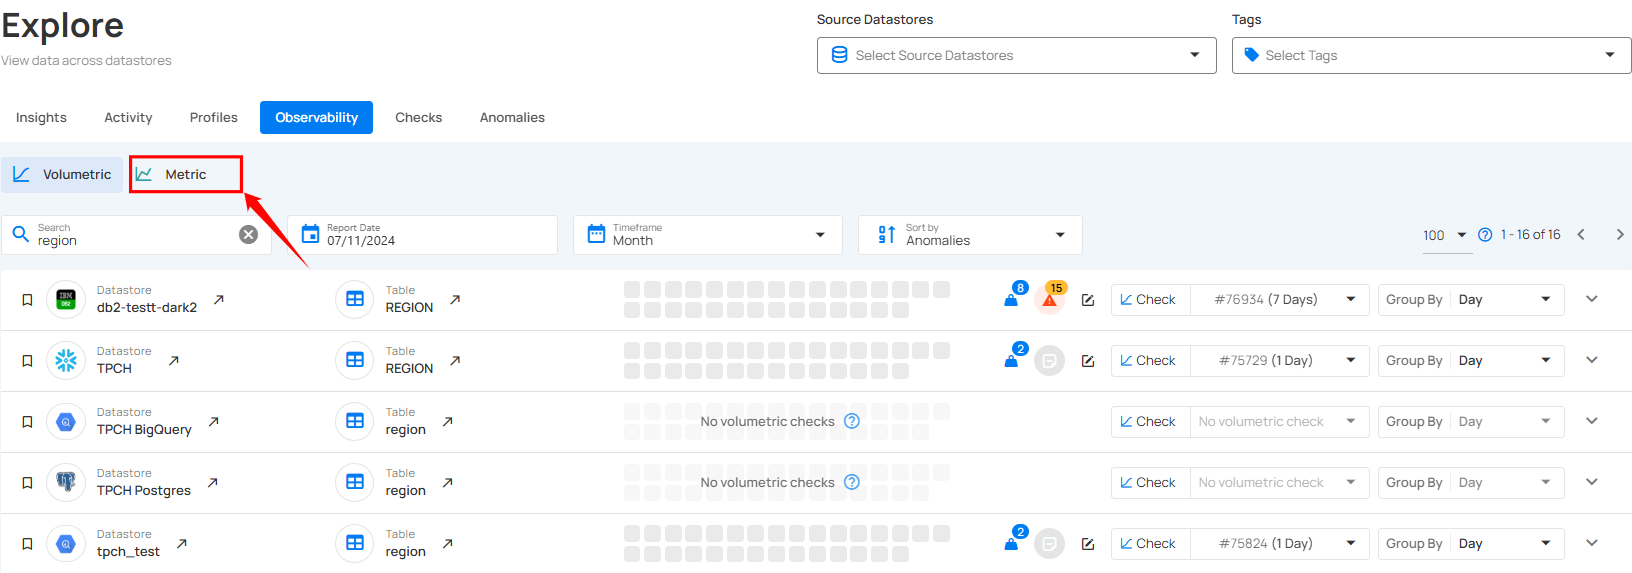 Explore
View data across datastores
Source Datastores
Select Source Datastores
Tags
Select Tags
Insights Activity Profiles Observability Checks Anomalies
Volumetric Metric
Search
region
Report Date
07/11/2024
Timeframe
Month
Sort by
Anomalies
100 1 - 16 of 16
Datastore
db2-testt-dark2
Table
REGION
8 15 Check #76934 (7 Days) Group By Day
Datastore
TPCH
Table
REGION
2 Check #75729 (1 Day) Group By Day
Datastore
TPCH BigQuery
Table
region
No volumetric checks Check No volumetric check Group By Day
Datastore
TPCH Postgres
Table
region
No volumetric checks Check No volumetric check Group By Day
Datastore
tpch_test
Table
region
2 Check #75824 (1 Day) Group By Day
IBM
DB2